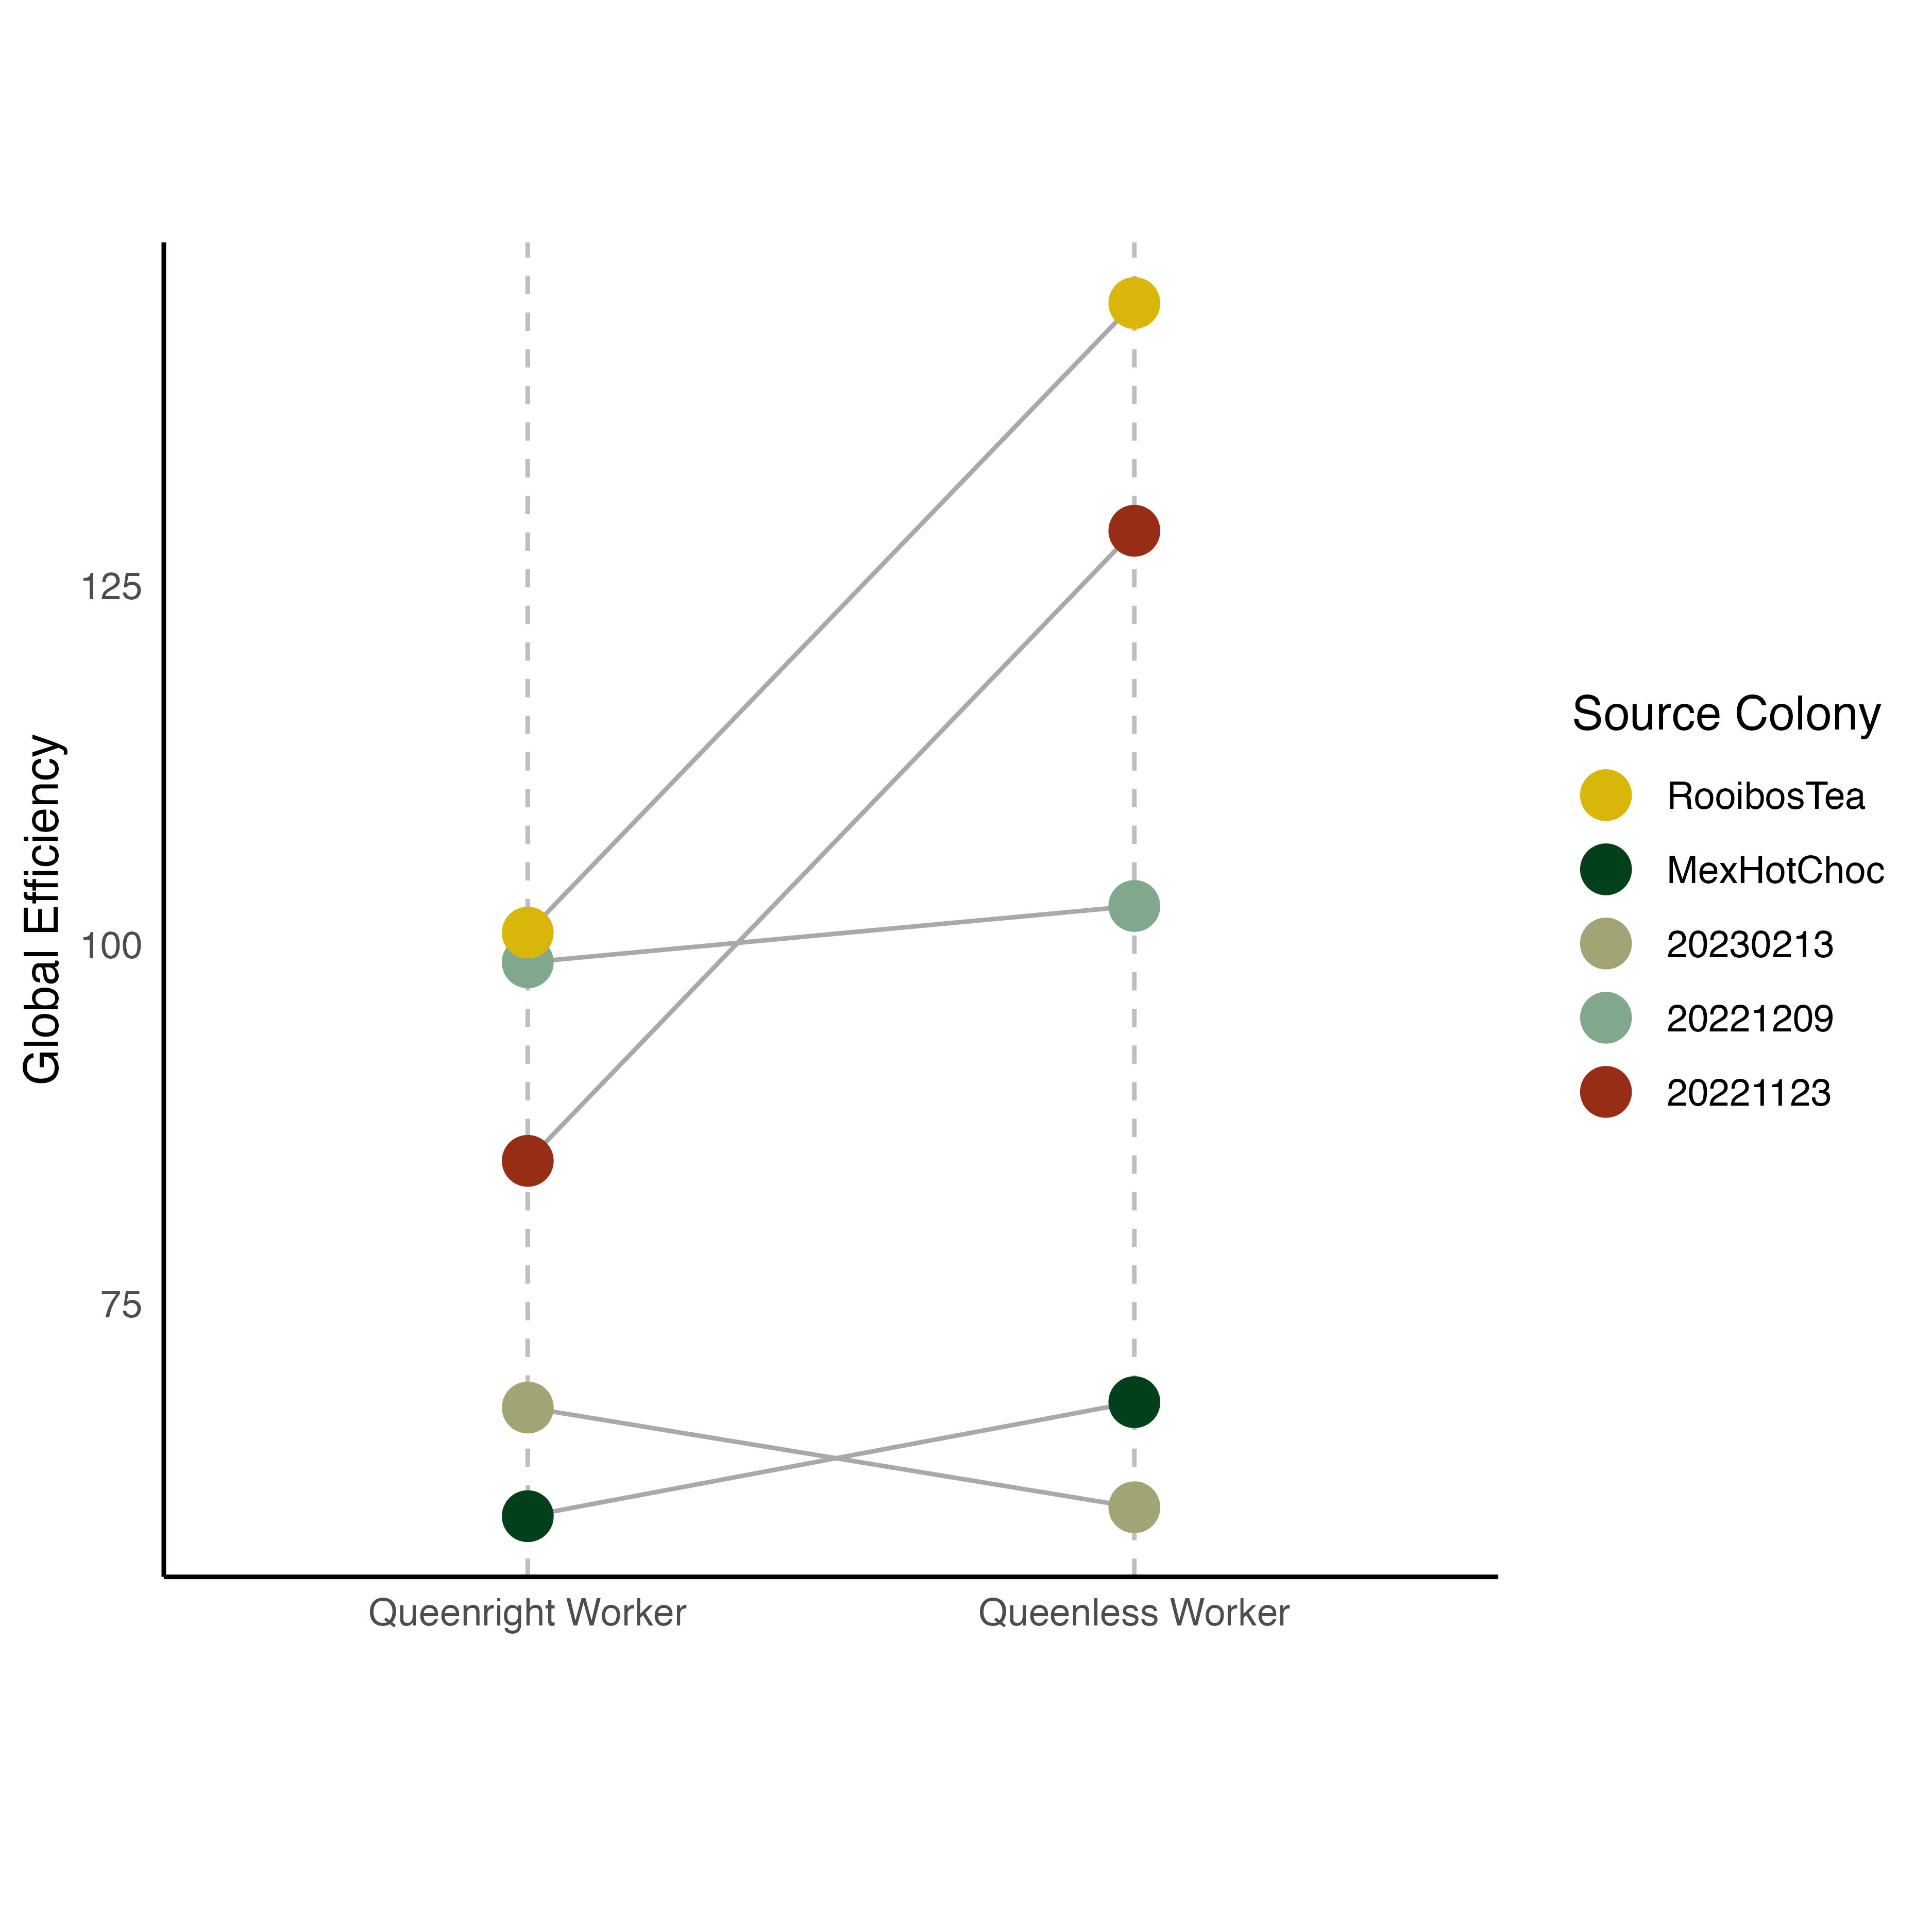 Global Efficiency
125
100
75
Queenright Worker
Queenless Worker
Source Colony
RooibosTea
MexHotChoc
20230213
20221209
20221123